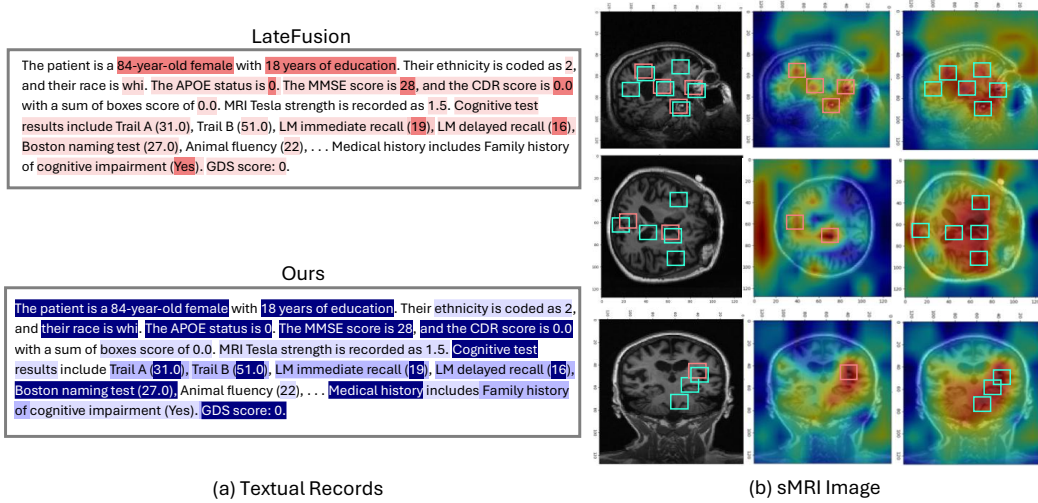 LateFusion
The patient is a 84-year-old female with 18 years of education. Their ethnicity is coded as 2,
and their race is whi. The APOE status is 0. The MMSE score is 28, and the CDR score is 0.0
with a sum of boxes score of 0.0. MRI Tesla strength is recorded as 1.5. Cognitive test
results include Trail A (31.0), Trail B (51.0), LM immediate recall (19), LM delayed recall (16),
Boston naming test (27.0), Animal fluency (22), . . . Medical history includes Family history
of cognitive impairment (Yes). GDS score: 0.
Ours
The patient is a 84-year-old female with 18 years of education. Their ethnicity is coded as 2,
and their race is whi. The APOE status is 0. The MMSE score is 28, and the CDR score is 0.0
with a sum of boxes score of 0.0. MRI Tesla strength is recorded as 1.5. Cognitive test
results include Trail A (31.0), Trail B (51.0), LM immediate recall (19), LM delayed recall (16),
Boston naming test (27.0), Animal fluency (22), . . . Medical history includes Family history
of cognitive impairment (Yes). GDS score: 0.
(a) Textual Records
(b) sMRI Image